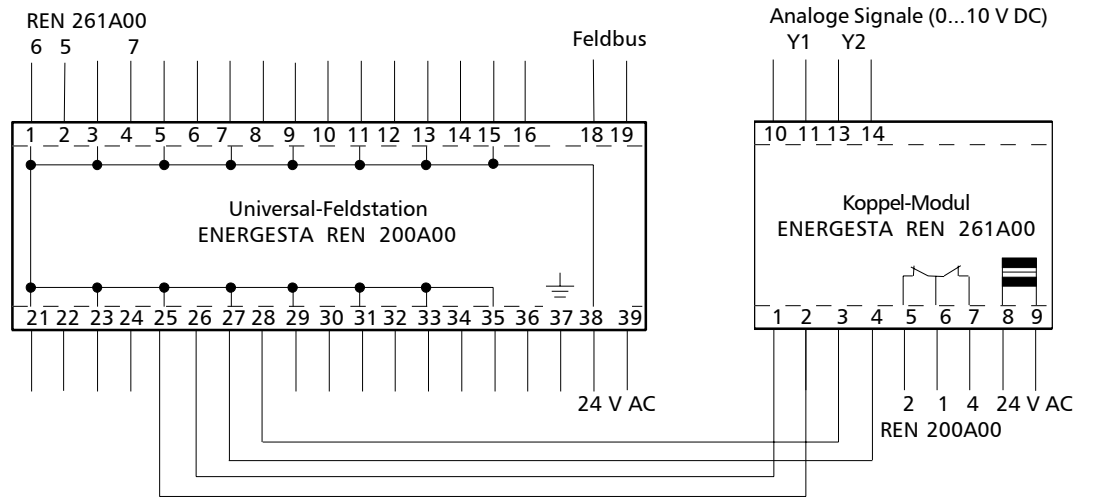 REN 261A00
6 5 7
Feldbus
1 2 3 4 5 6 7 8 9 10 11 12 13 14 15 16 18 19
Universal-Feldstation
ENERGESTA REN 200A00
21 22 23 24 25 26 27 28 29 30 31 32 33 34 35 36 37 38 39
24 V AC
Analoge Signale (0...10 V DC)
Y1 Y2
10 11 13 14
Koppel-Modul
ENERGESTA REN 261A00
1 2 3 4 5 6 7 8 9
2 1 4 24 V AC
REN 200A00